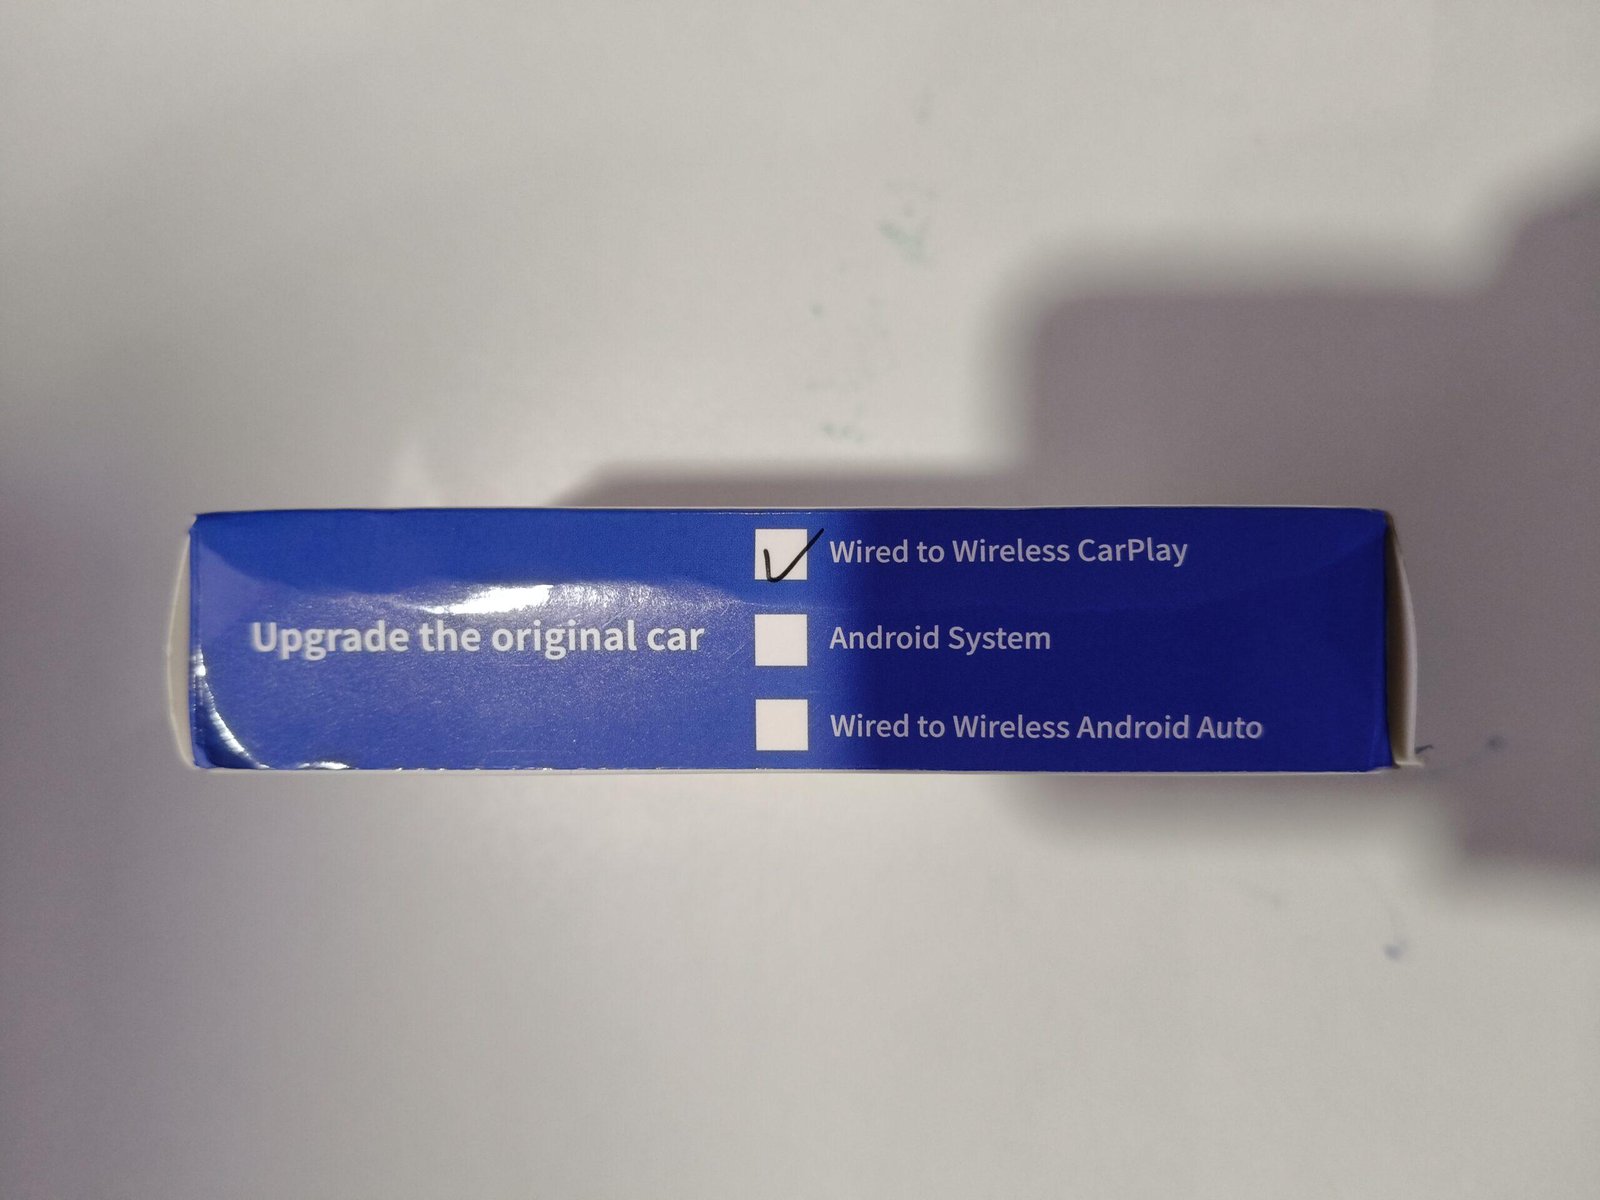 Upgrade the original car
Wired to Wireless CarPlay
Android System
Wired to Wireless Android Auto